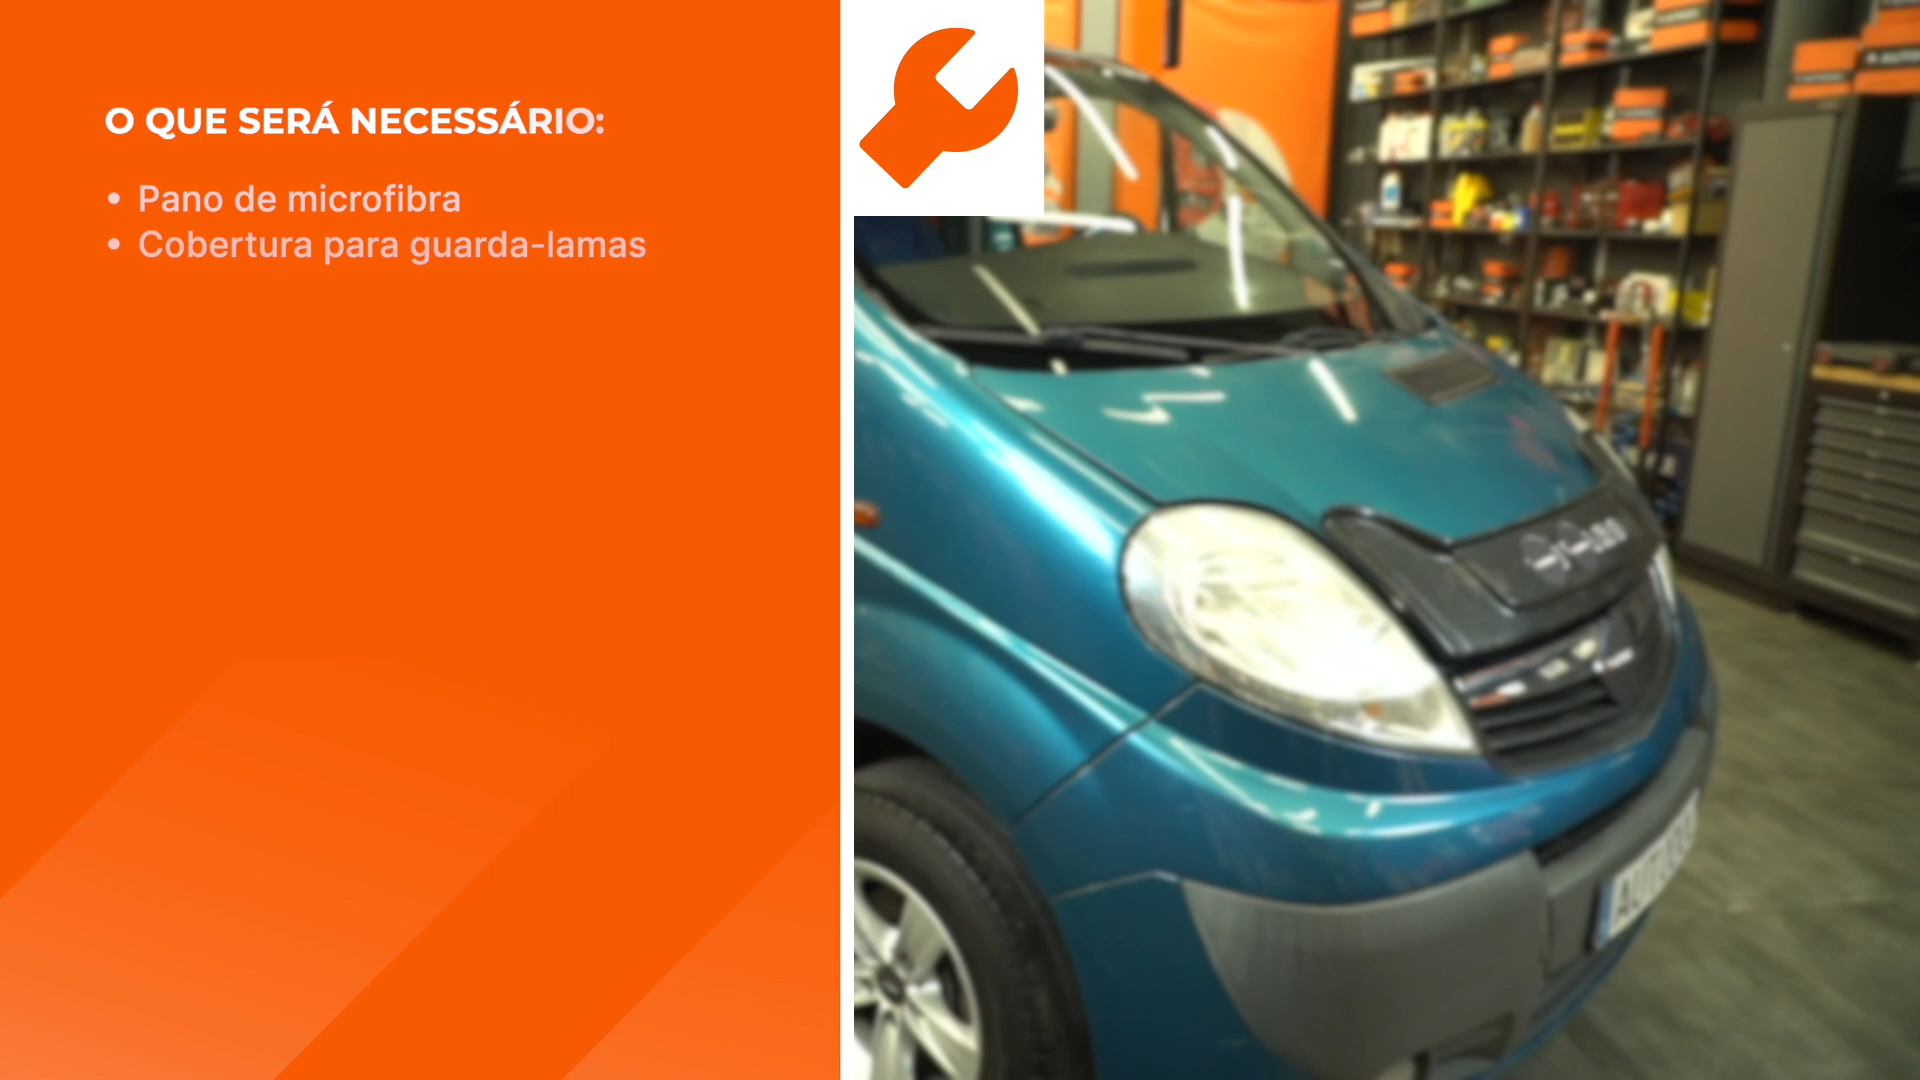 O QUE SERÁ NECESSÁRIO:
• Pano de microfibra
• Cobertura para guarda-lamas